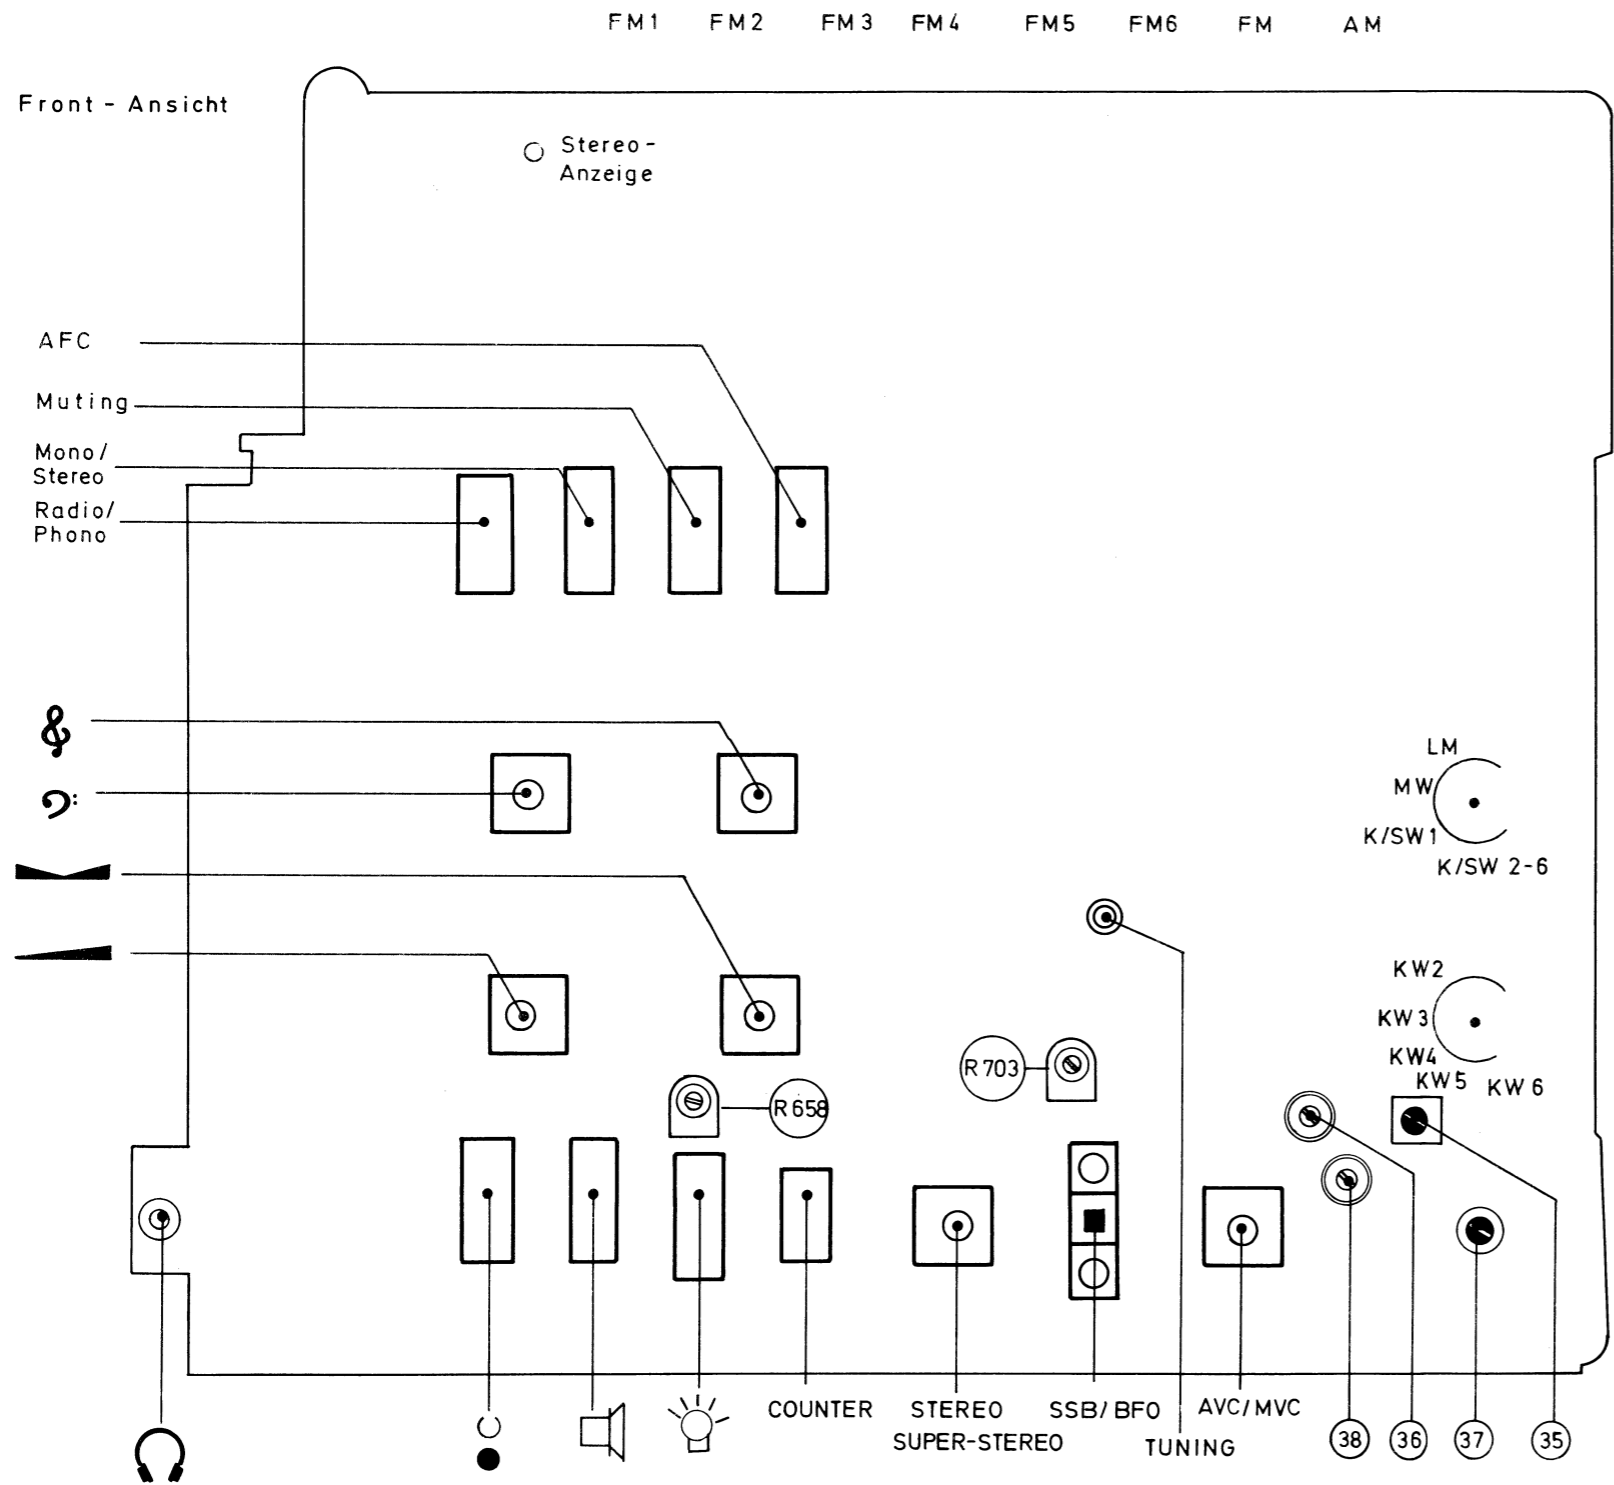 FM1 FM2 FM3 FM4 FM5 FM6 FM AM
Front - Ansicht
Stereo-
Anzeige
AFC
Muting
Mono/
Stereo
Radio/
Phono
LM
MW
K/SW1
K/SW 2-6
KW2
KW3
KW4
KW5
KW6
R703
R658
COUNTER
STEREO
SUPER-STEREO
SSB/BFO
TUNING
AVC/MVC
38
36
37
35